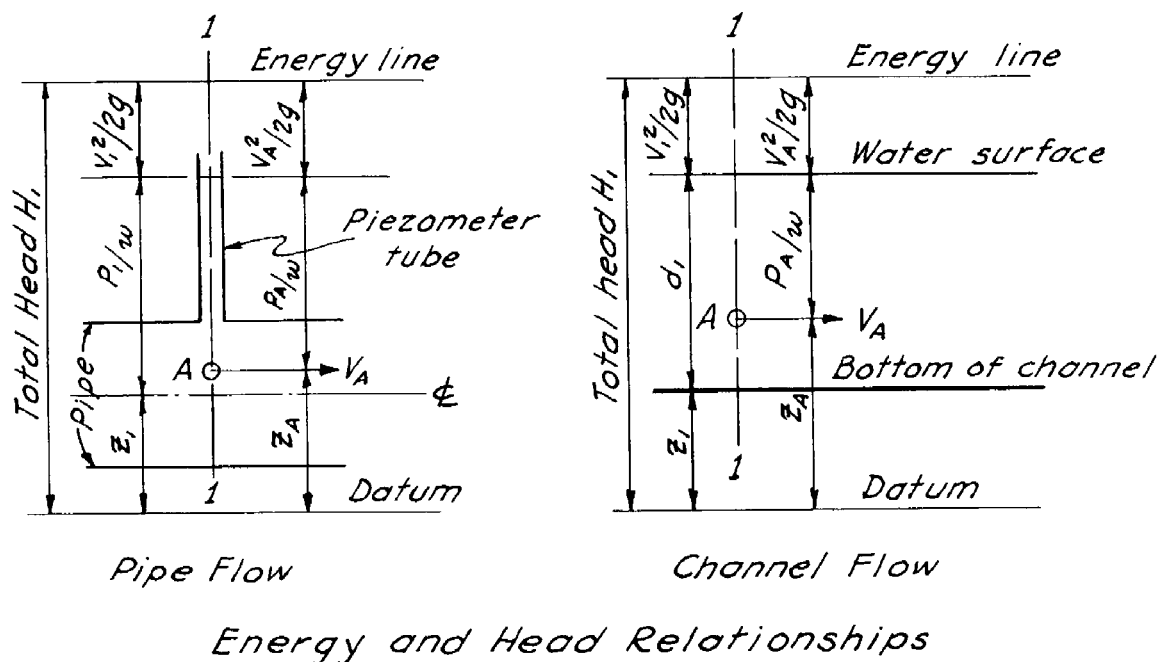 1
Energy line
V₁²/2g
V_A²/2g
Total Head H₁
P₁/w
Piezometer
tube
P_A/w
Pipe
A
V_A
℄
Z₁
Z_A
1
Datum
Pipe Flow
1
Energy line
V₁²/2g
V_A²/2g
Water surface
Total head H₁
d₁
P_A/w
A
V_A
Bottom of channel
Z₁
Z_A
1
Datum
Channel Flow
Energy and Head Relationships